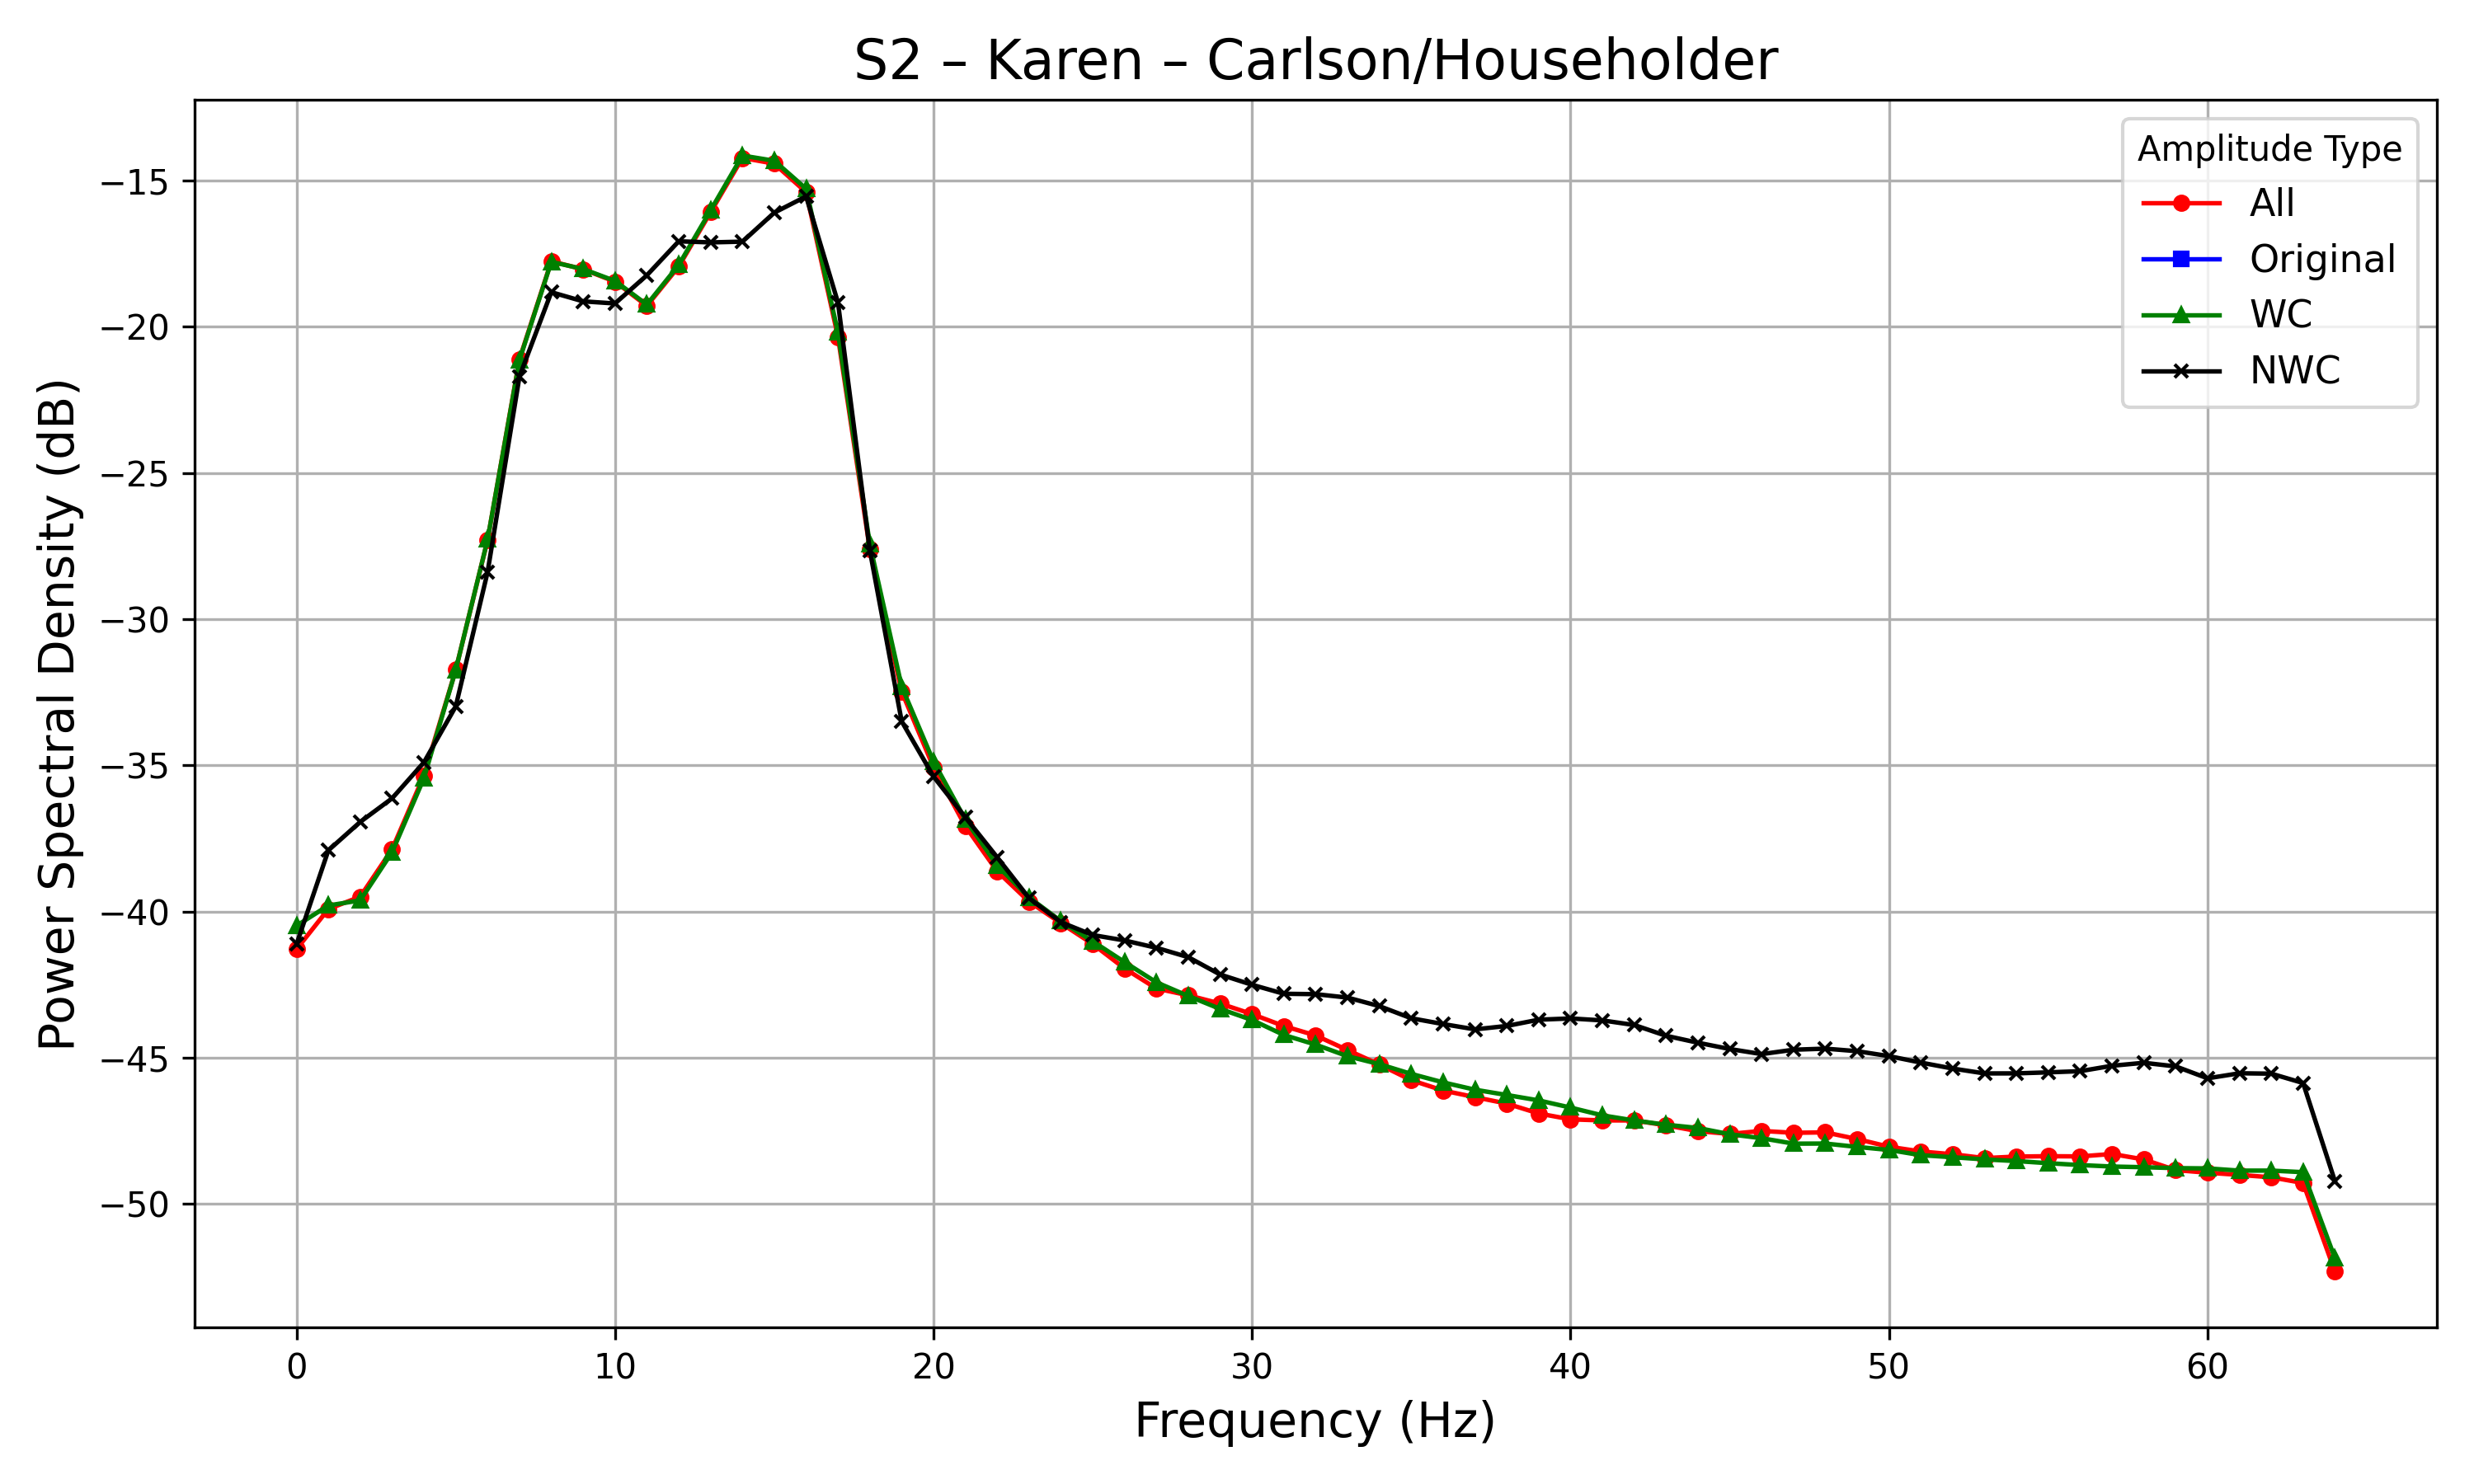 S2 – Karen – Carlson/Householder
Power Spectral Density (dB)
−15
−20
−25
−30
−35
−40
−45
−50
Amplitude Type
All
Original
WC
NWC
0 10 20 30 40 50 60
Frequency (Hz)